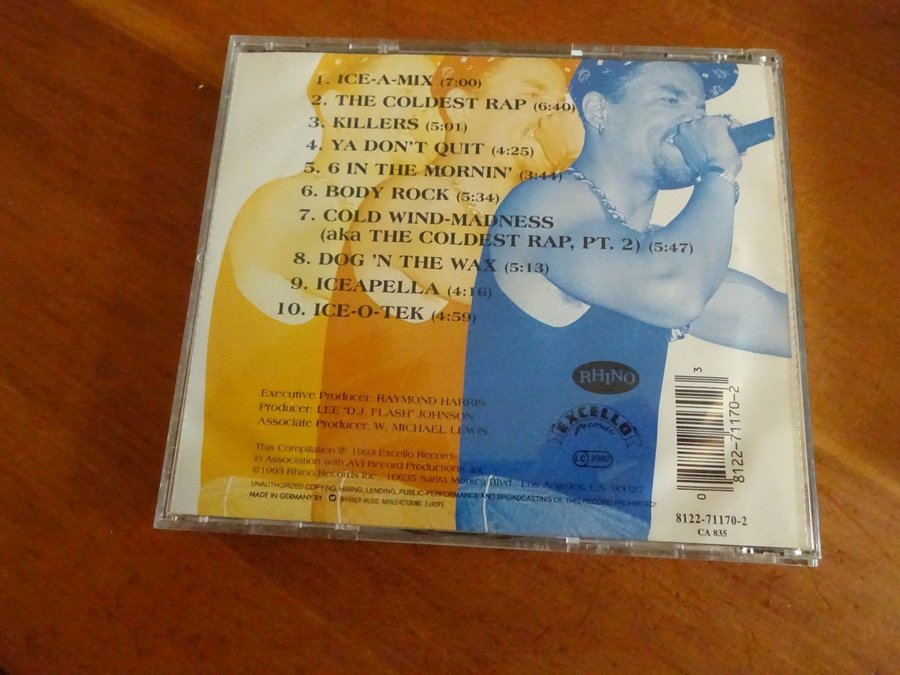 1. ICE-A-MIX (7:00)
2. THE COLDEST RAP (6:40)
3. KILLERS (5:01)
4. YA DON'T QUIT (4:25)
5. 6 IN THE MORNIN' (3:44)
6. BODY ROCK (5:34)
7. COLD WIND-MADNESS
(aka THE COLDEST RAP, PT. 2) (5:47)
8. DOG 'N THE WAX (5:13)
9. ICEAPELLA (4:16)
10. ICE-O-TEK (4:59)
RHINO
EXCELLO
records
LC 2982
Executive Producer: RAYMOND HARRIS
Producer: LEE "D.J. FLASH" JOHNSON
Associate Producer: W. MICHAEL LEWIS
This Compilation ℗ 1993 Excello Records
in Association with AVI Record Productions, Inc.
©1993 Rhino Records Inc., 10635 Santa Monica Blvd., Los Angeles, CA 90025
UNAUTHORIZED COPYING, HIRING, LENDING, PUBLIC-PERFORMANCE AND BROADCASTING OF THIS RECORD PROHIBITED!
MADE IN GERMANY BY WARNER MUSIC MANUFACTURING EUROPE
3
0
8122-71170-2
8122-71170-2
CA 835